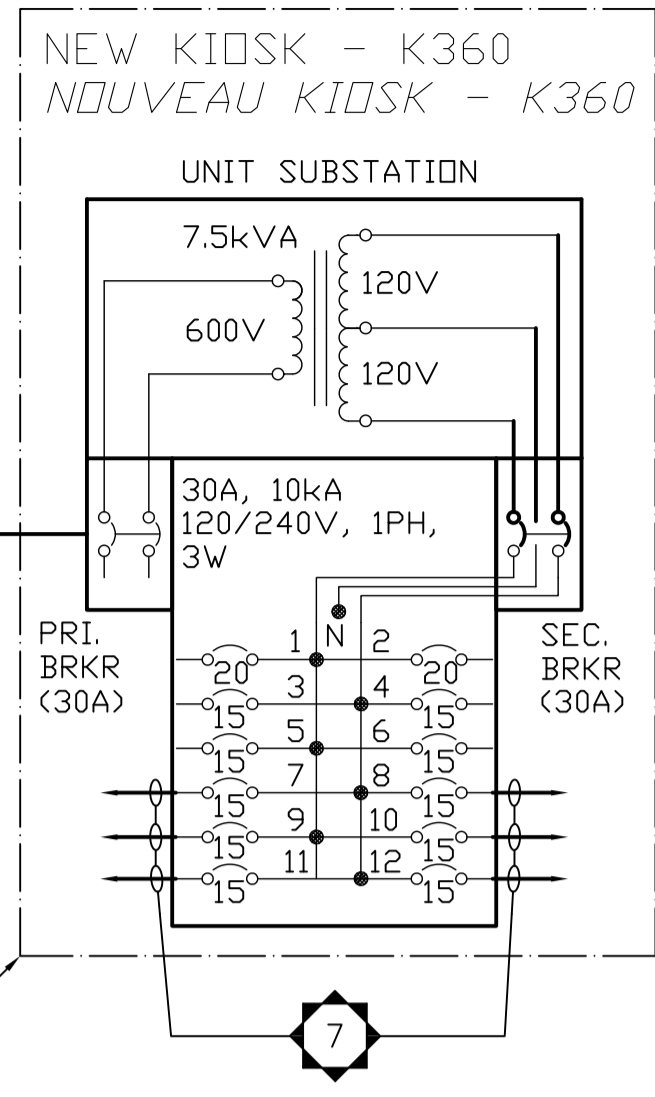 NEW KIOSK - K360
NOUVEAU KIOSK - K360
UNIT SUBSTATION
7.5kVA
120V
600V
120V
30A, 10kA
120/240V, 1PH,
3W
PRI.
BRKR
(30A)
N
SEC.
BRKR
(30A)
1 2
20 20
3 4
15 15
5 6
15 15
7 8
15 15
9 10
15 15
11 12
15 15
7